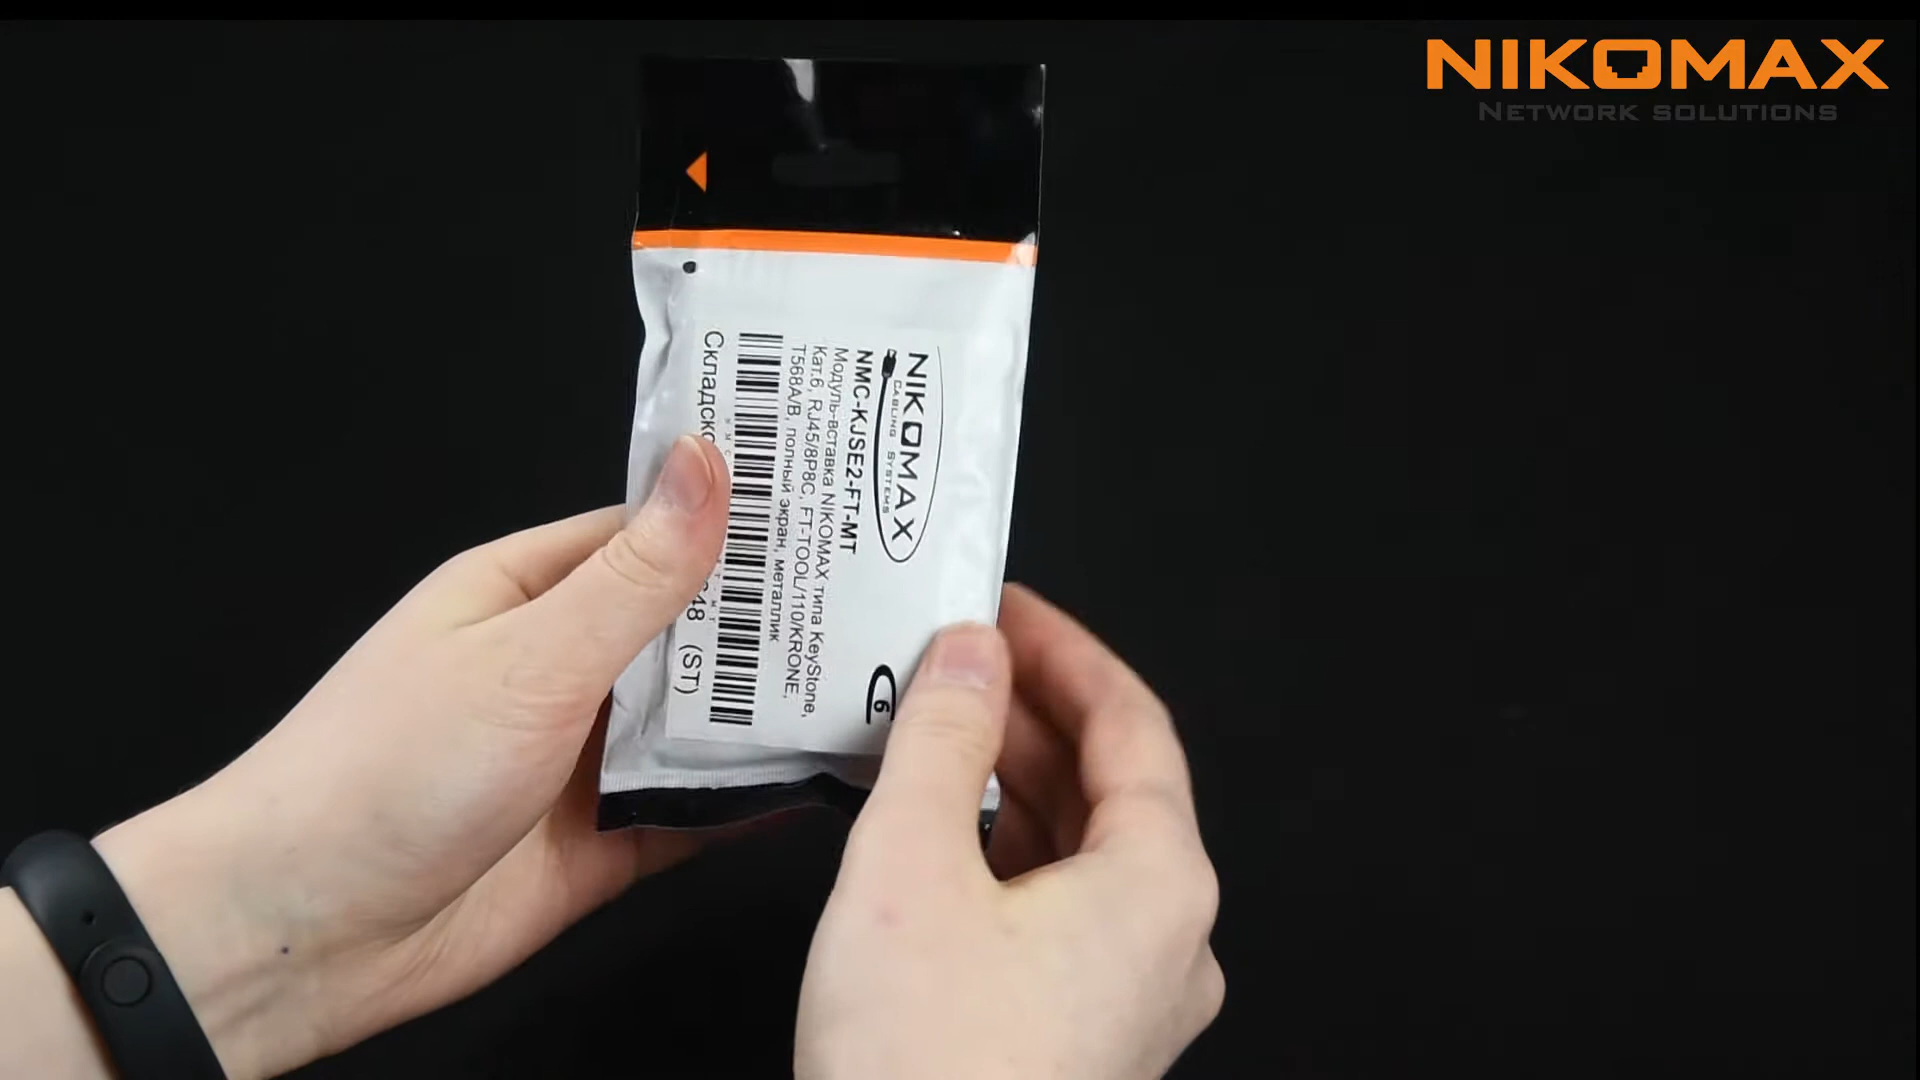 NIKOMAX
NETWORK SOLUTIONS
NIKOMAX
CABLING SYSTEMS
NMC-KJSE2-FT-MT
Модуль-вставка NIKOMAX типа KeyStone,
Кат.6, RJ45/8P8C, FT-TOOL/110/KRONE,
T568A/B, полный экран, металлик
48 (ST)
6